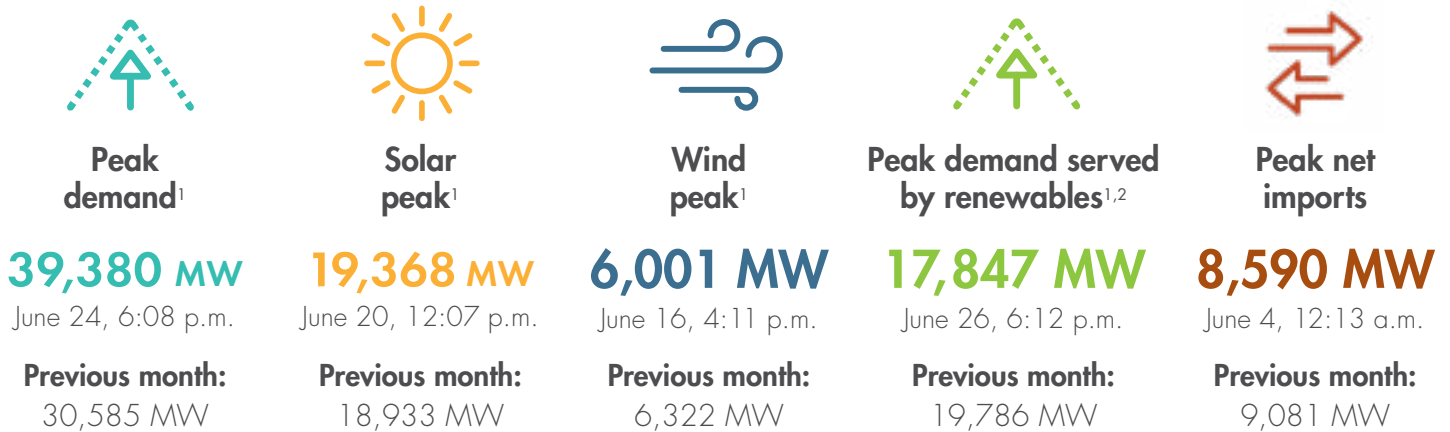 Peak
demand¹
39,380 MW
June 24, 6:08 p.m.
Previous month:
30,585 MW
Solar
peak¹
19,368 MW
June 20, 12:07 p.m.
Previous month:
18,933 MW
Wind
peak¹
6,001 MW
June 16, 4:11 p.m.
Previous month:
6,322 MW
Peak demand served
by renewables¹,²
17,847 MW
June 26, 6:12 p.m.
Previous month:
19,786 MW
Peak net
imports
8,590 MW
June 4, 12:13 a.m.
Previous month:
9,081 MW